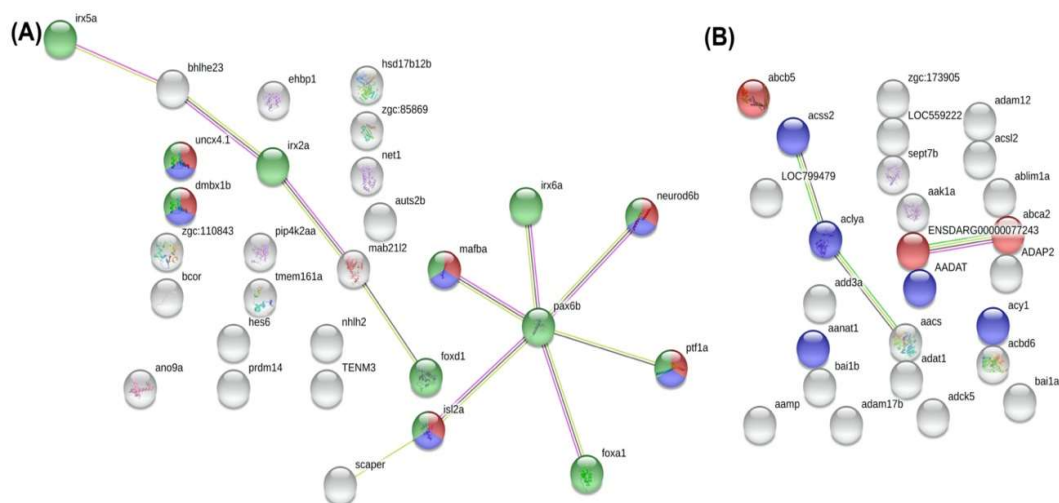 (A)
irx5a
bhlhe23
ehbp1
hsd17b12b
zgc:85869
uncx4.1
irx2a
net1
dmbx1b
auts2b
irx6a
neurod6b
zgc:110843
pip4k2aa
mab21l2
mafba
bcor
tmem161a
pax6b
hes6
nhlh2
ptf1a
foxd1
ano9a
prdm14
TENM3
isl2a
scaper
foxa1
(B)
abcb5
zgc:173905
adam12
acss2
LOC559222
acsl2
sept7b
LOC799479
ablim1a
aak1a
abca2
aclya
ENSDARG00000077243
ADAP2
AADAT
add3a
aanat1
aacs
acy1
adat1
acbd6
bai1b
bai1a
aamp
adam17b
adck5